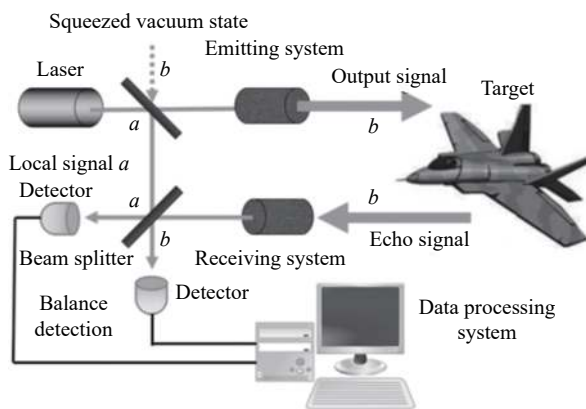 Squeezed vacuum state
Emitting system
Laser
b
Output signal
Target
a
b
Local signal a
Detector
a
b
Beam splitter
b
Receiving system
Echo signal
Balance
detection
Detector
Data processing
system